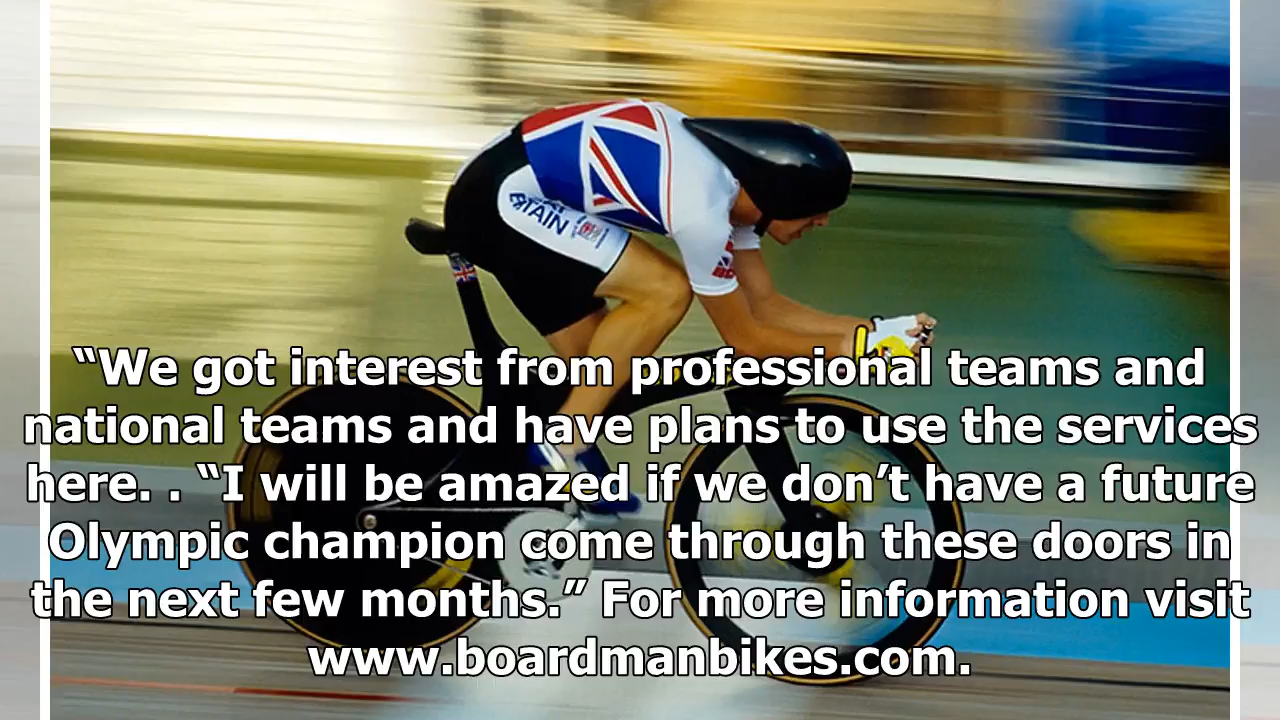 BRITAIN
“We got interest from professional teams and
national teams and have plans to use the services
here. . “I will be amazed if we don’t have a future
Olympic champion come through these doors in
the next few months.” For more information visit
www.boardmanbikes.com.